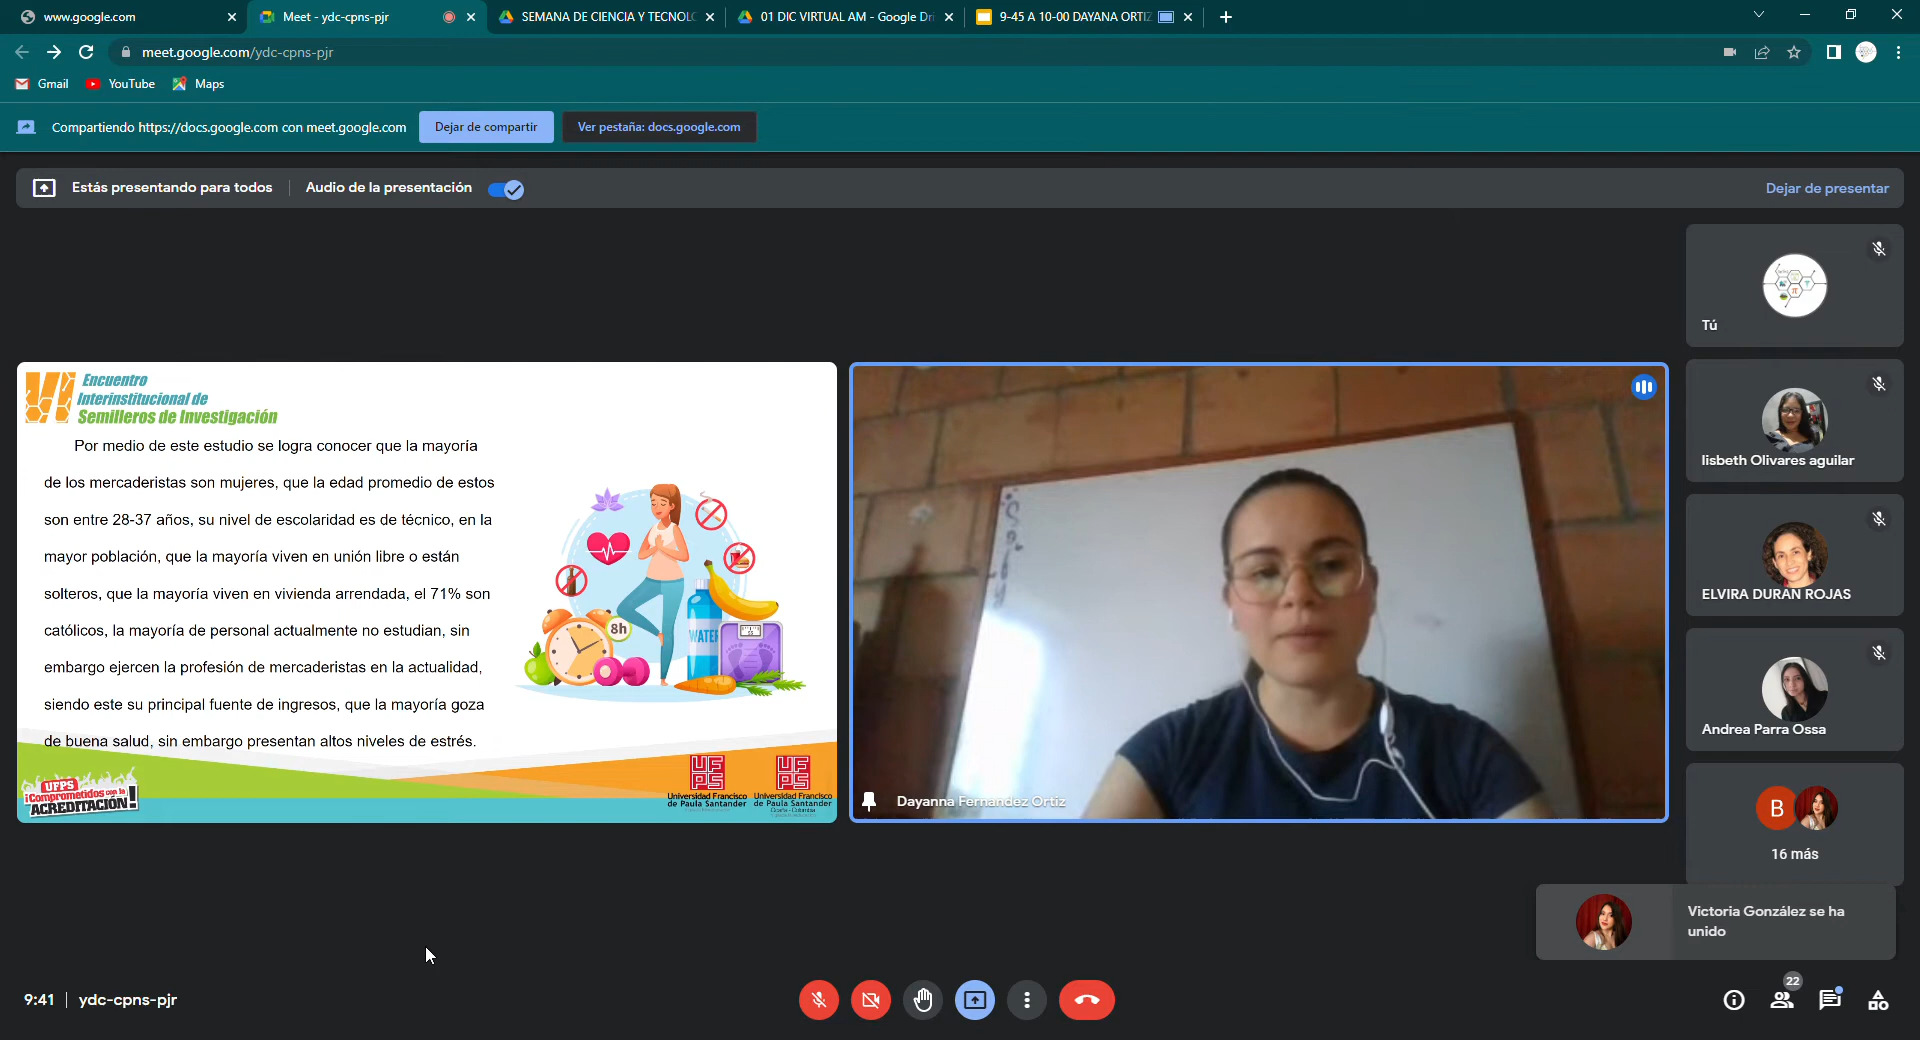 www.google.com
Meet - ydc-cpns-pjr
SEMANA DE CIENCIA Y TECNOLO
01 DIC VIRTUAL AM - Google Dri
9-45 A 10-00 DAYANA ORTIZ
meet.google.com/ydc-cpns-pjr
Gmail
YouTube
Maps
Compartiendo https://docs.google.com con meet.google.com
Dejar de compartir
Ver pestaña: docs.google.com
Estás presentando para todos
Audio de la presentación
Dejar de presentar
Tú
lisbeth Olivares aguilar
ELVIRA DURÁN ROJAS
Andrea Parra Ossa
B
16 más
VI Encuentro
Interinstitucional de
Semilleros de Investigación
Por medio de este estudio se logra conocer que la mayoría
de los mercaderistas son mujeres, que la edad promedio de estos
son entre 28-37 años, su nivel de escolaridad es de técnico, en la
mayor población, que la mayoría viven en unión libre o están
solteros, que la mayoría viven en vivienda arrendada, el 71% son
católicos, la mayoría de personal actualmente no estudian, sin
embargo ejercen la profesión de mercaderistas en la actualidad,
siendo este su principal fuente de ingresos, que la mayoría goza
de buena salud, sin embargo presentan altos niveles de estrés.
8h
WATER
UFPS
¡Comprometidos con la
ACREDITACIÓN!
UFPS
Universidad Francisco
de Paula Santander
UFPS
Universidad Francisco
de Paula Santander
Ocaña - Colombia
Dayanna Fernandez Ortiz
Victoria González se ha
unido
9:41
ydc-cpns-pjr
22